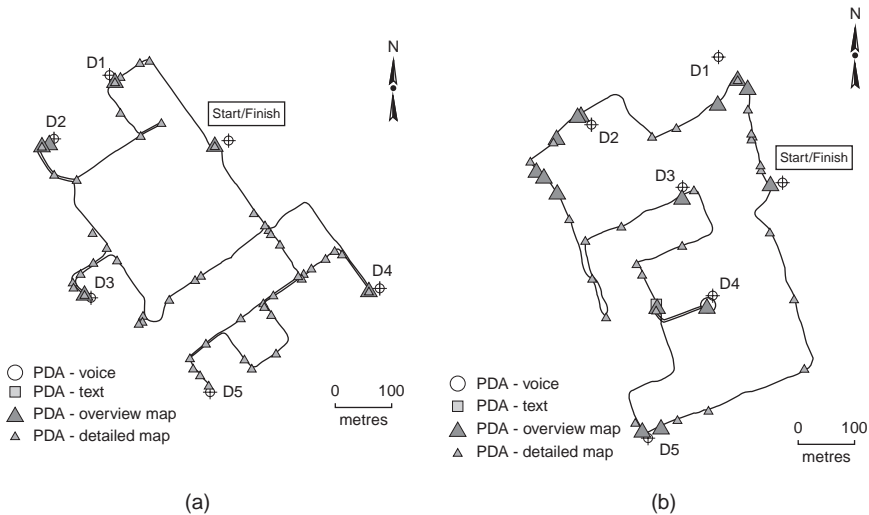 N
D1
Start/Finish
D2
D3
D4
D5
PDA - voice
PDA - text
PDA - overview map
PDA - detailed map
0 100
metres
(a)
N
D1
D2
Start/Finish
D3
D4
PDA - voice
PDA - text
PDA - overview map
PDA - detailed map
D5
0 100
metres
(b)